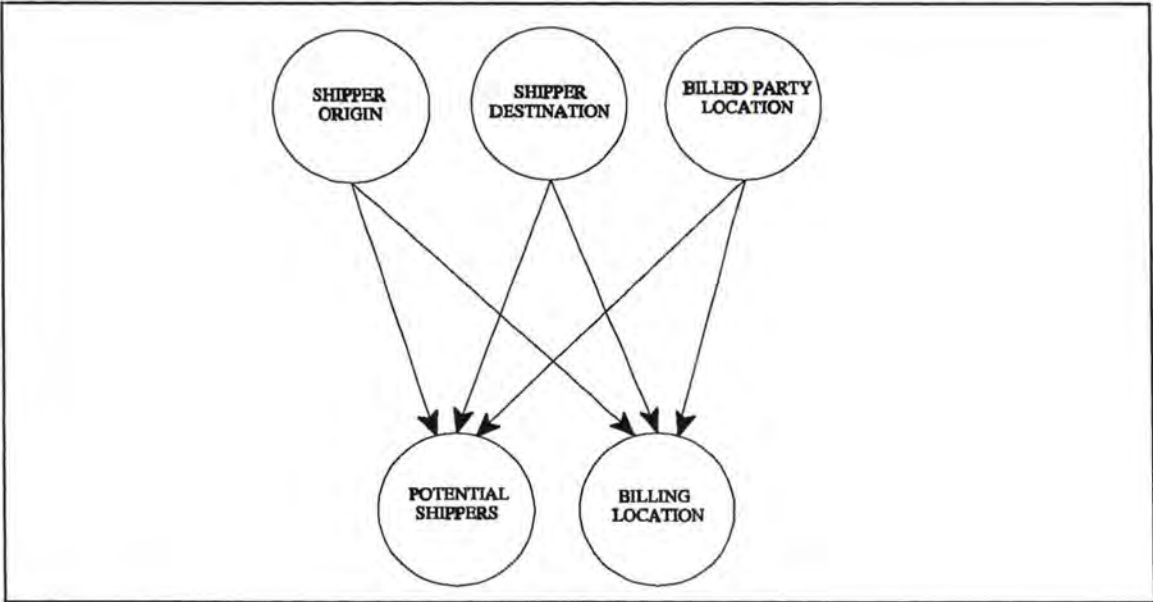 SHIPPER
ORIGIN
SHIPPER
DESTINATION
BILLED PARTY
LOCATION
POTENTIAL
SHIPPERS
BILLING
LOCATION